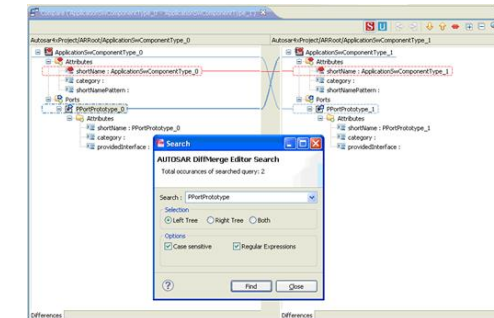 S U
Autosar4xProject/ARRoot/ApplicationSwComponentType_0
Autosar4xProject/ARRoot/ApplicationSwComponentType_1
ApplicationSwComponentType_0
Attributes
shortName : ApplicationSwComponentType_0
category :
shortNamePattern :
Ports
PPortPrototype_0
Attributes
shortName : PPortPrototype_0
category :
providedInterface :
ApplicationSwComponentType_1
Attributes
shortName : ApplicationSwComponentType_1
category :
shortNamePattern :
Ports
PPortPrototype_1
Attributes
shortName : PPortPrototype_1
category :
providedInterface :
Search
AUTOSAR DiffMerge Editor Search
Total occurances of searched query: 2
Search : PPortPrototype
Selection
Left Tree Right Tree Both
Options
Case sensitive Regular Expressions
? Find Close
Differences
Differences